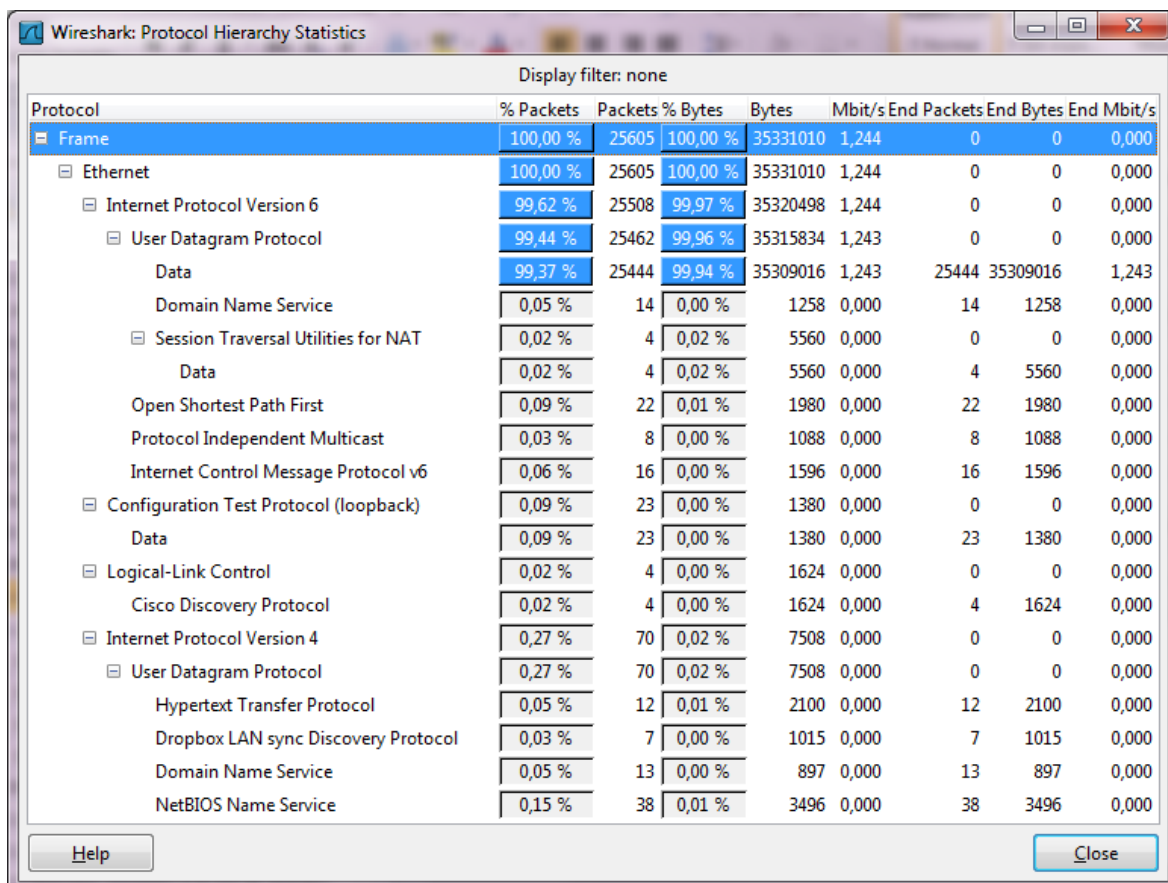 Wireshark: Protocol Hierarchy Statistics
Display filter: none
Protocol % Packets Packets % Bytes Bytes Mbit/s End Packets End Bytes End Mbit/s
Frame 100,00 % 25605 100,00 % 35331010 1,244 0 0 0,000
Ethernet 100,00 % 25605 100,00 % 35331010 1,244 0 0 0,000
Internet Protocol Version 6 99,62 % 25508 99,97 % 35320498 1,244 0 0 0,000
User Datagram Protocol 99,44 % 25462 99,96 % 35315834 1,243 0 0 0,000
Data 99,37 % 25444 99,94 % 35309016 1,243 25444 35309016 1,243
Domain Name Service 0,05 % 14 0,00 % 1258 0,000 14 1258 0,000
Session Traversal Utilities for NAT 0,02 % 4 0,02 % 5560 0,000 0 0 0,000
Data 0,02 % 4 0,02 % 5560 0,000 4 5560 0,000
Open Shortest Path First 0,09 % 22 0,01 % 1980 0,000 22 1980 0,000
Protocol Independent Multicast 0,03 % 8 0,00 % 1088 0,000 8 1088 0,000
Internet Control Message Protocol v6 0,06 % 16 0,00 % 1596 0,000 16 1596 0,000
Configuration Test Protocol (loopback) 0,09 % 23 0,00 % 1380 0,000 0 0 0,000
Data 0,09 % 23 0,00 % 1380 0,000 23 1380 0,000
Logical-Link Control 0,02 % 4 0,00 % 1624 0,000 0 0 0,000
Cisco Discovery Protocol 0,02 % 4 0,00 % 1624 0,000 4 1624 0,000
Internet Protocol Version 4 0,27 % 70 0,02 % 7508 0,000 0 0 0,000
User Datagram Protocol 0,27 % 70 0,02 % 7508 0,000 0 0 0,000
Hypertext Transfer Protocol 0,05 % 12 0,01 % 2100 0,000 12 2100 0,000
Dropbox LAN sync Discovery Protocol 0,03 % 7 0,00 % 1015 0,000 7 1015 0,000
Domain Name Service 0,05 % 13 0,00 % 897 0,000 13 897 0,000
NetBIOS Name Service 0,15 % 38 0,01 % 3496 0,000 38 3496 0,000
Help Close